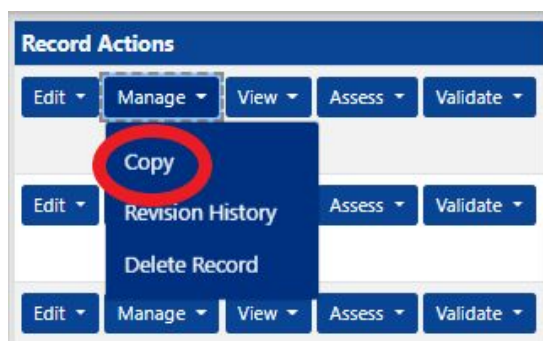 Record Actions
Edit Manage View Assess Validate
Copy
Edit Revision History Assess Validate
Delete Record
Edit Manage View Assess Validate